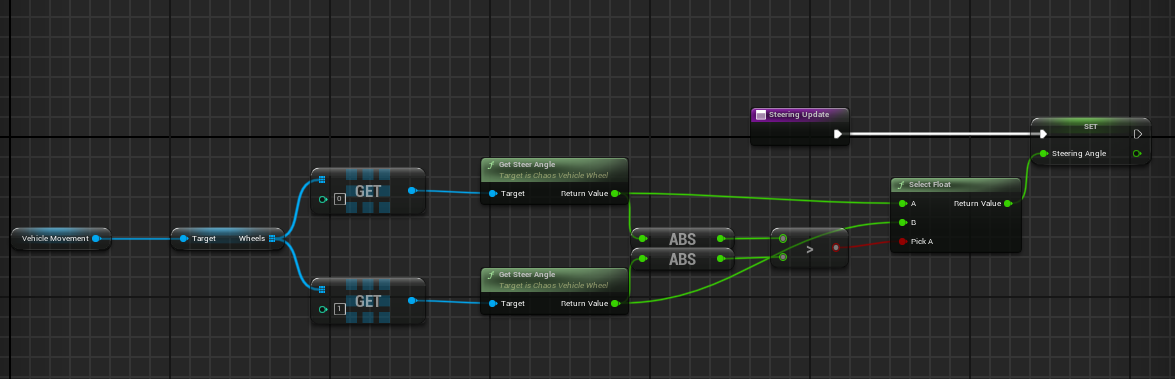 Steering Update
SET
Steering Angle
Get Steer Angle
Target is Chaos Vehicle Wheel
Target
Return Value
GET
0
Select Float
A
Return Value
B
Pick A
Vehicle Movement
Target
Wheels
ABS
ABS
>
Get Steer Angle
Target is Chaos Vehicle Wheel
Target
Return Value
GET
1